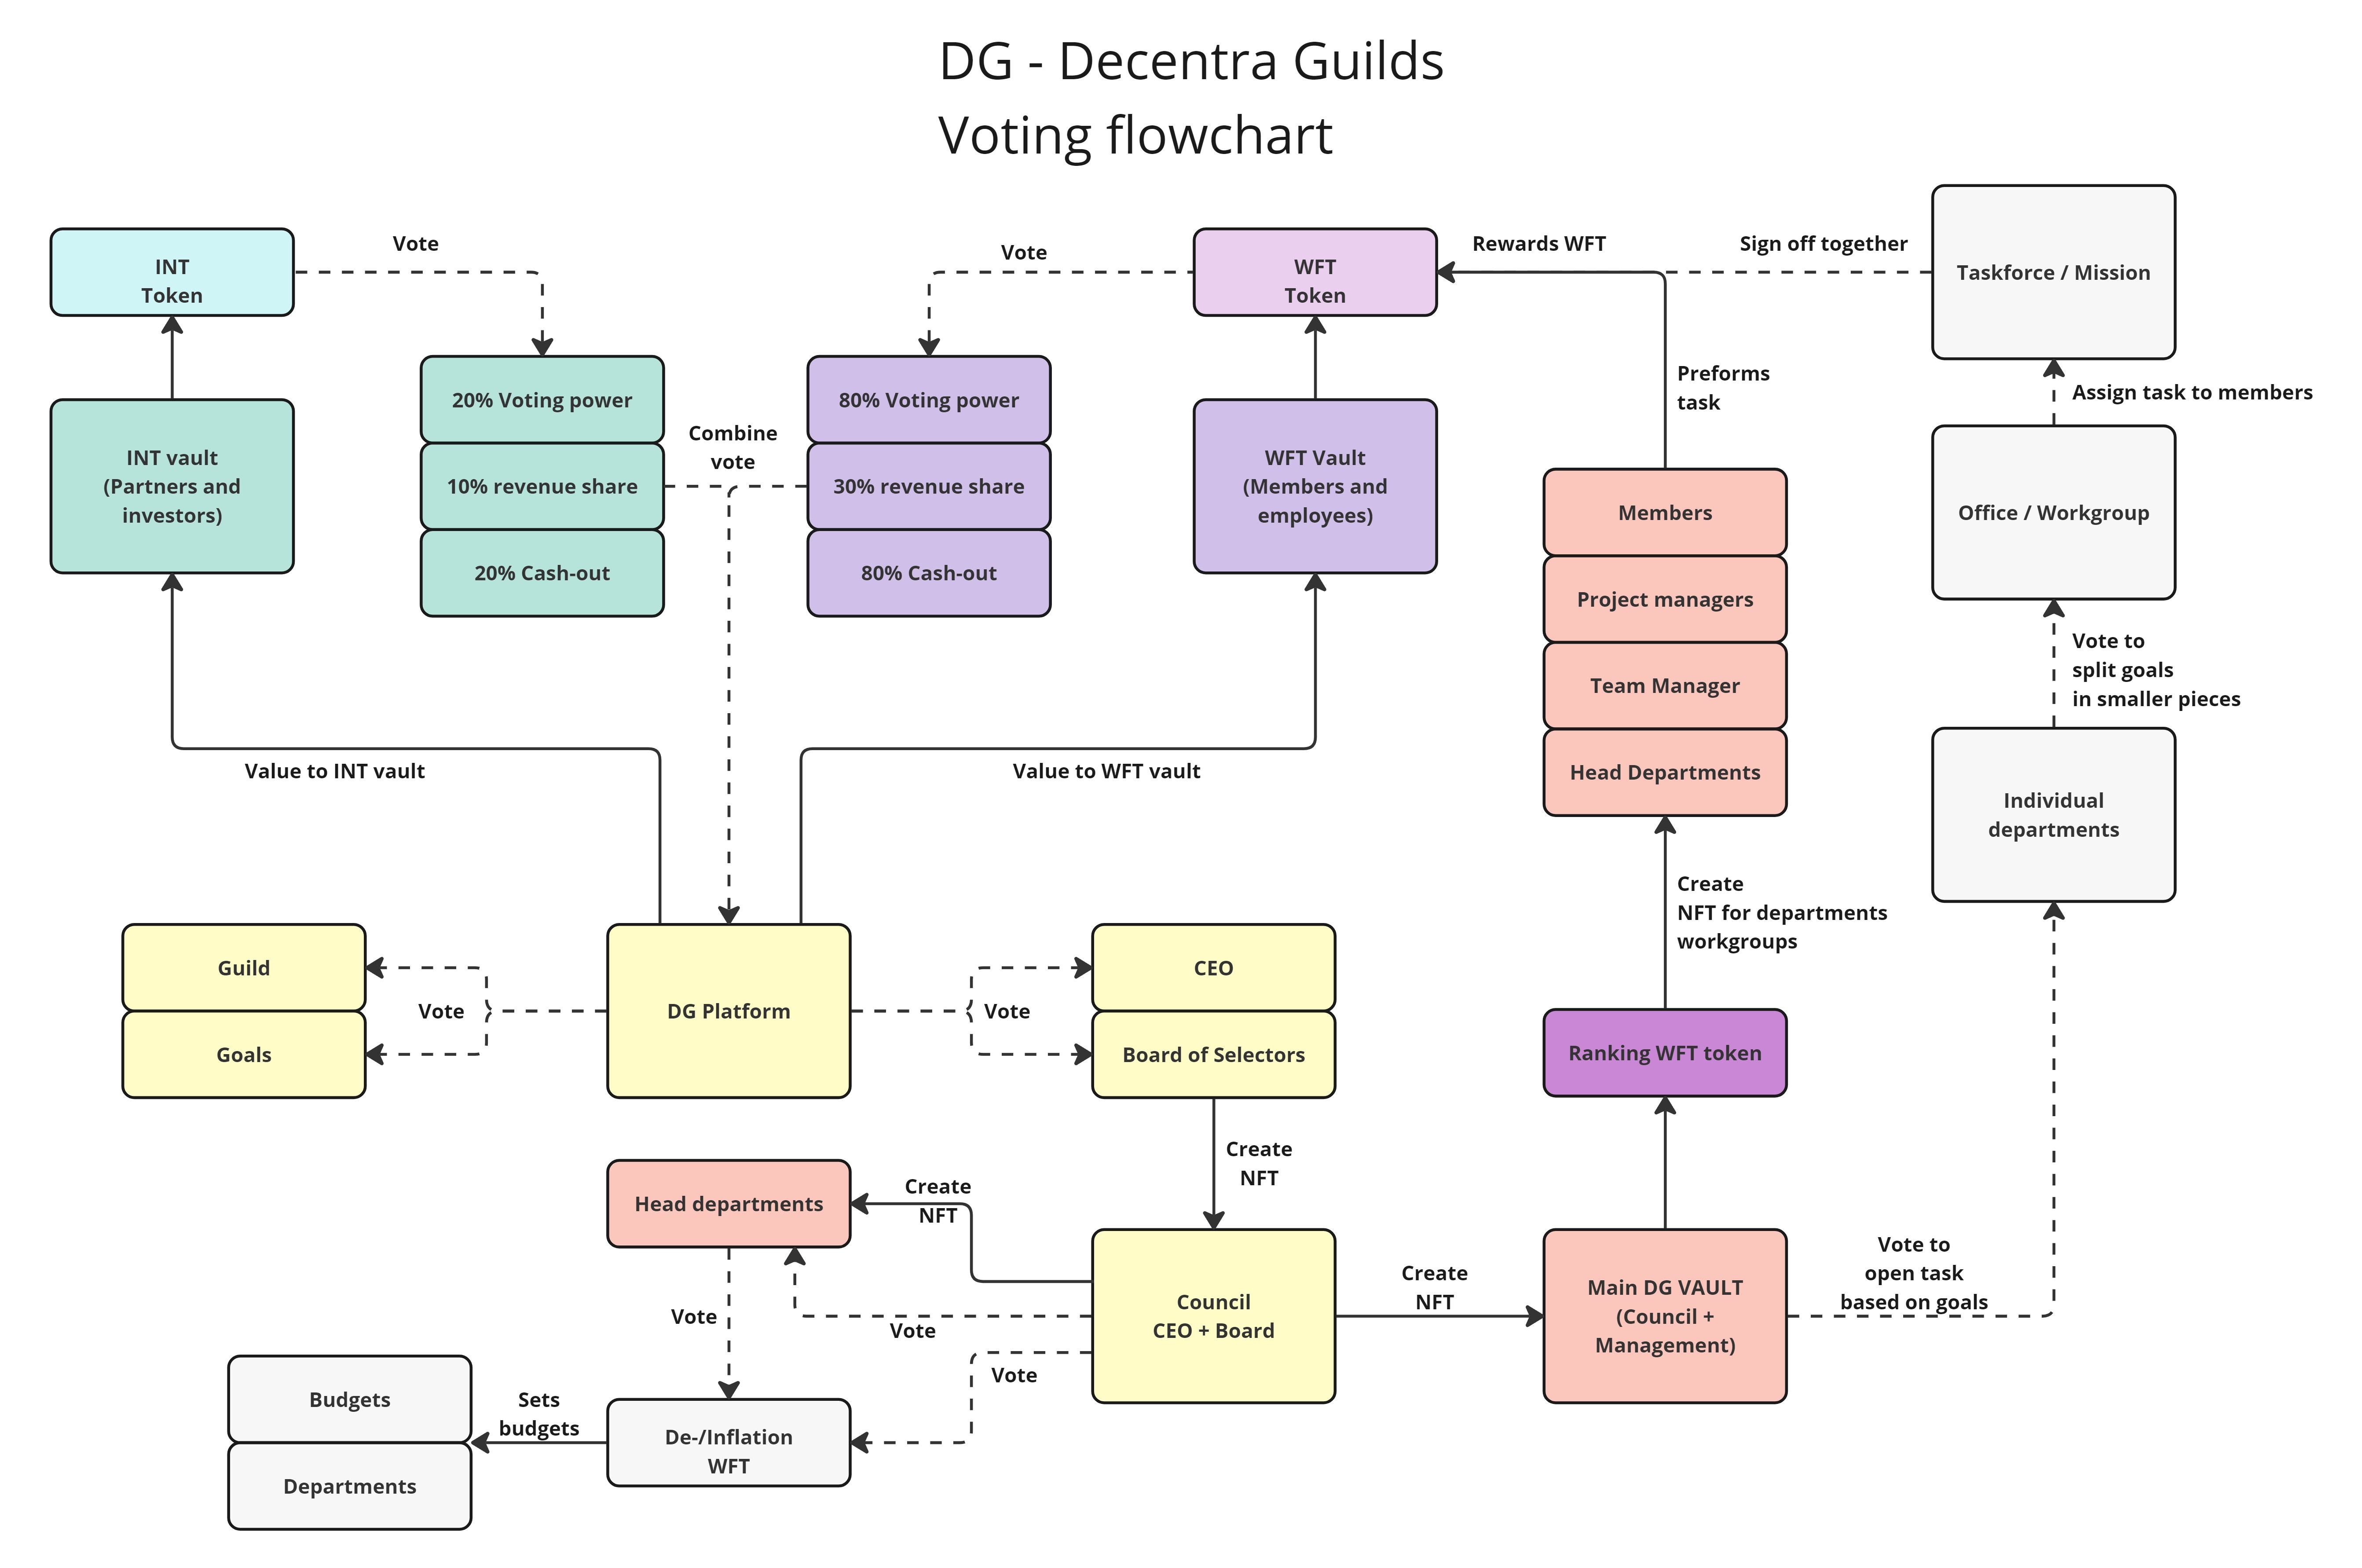 DG - Decentra Guilds
Voting flowchart
INT
Token
Vote
Vote
WFT
Token
Rewards WFT
Sign off together
Taskforce / Mission
INT vault
(Partners and
investors)
20% Voting power
10% revenue share
20% Cash-out
Combine
vote
80% Voting power
30% revenue share
80% Cash-out
WFT Vault
(Members and
employees)
Preforms
task
Assign task to members
Members
Project managers
Team Manager
Head Departments
Office / Workgroup
Vote to
split goals
in smaller pieces
Value to INT vault
Value to WFT vault
Individual
departments
Create
NFT for departments
workgroups
Guild
Goals
Vote
DG Platform
Vote
CEO
Board of Selectors
Ranking WFT token
Create
NFT
Head departments
Create
NFT
Vote
Vote
Vote
Council
CEO + Board
Create
NFT
Main DG VAULT
(Council +
Management)
Vote to
open task
based on goals
Budgets
Departments
Sets
budgets
De-/Inflation
WFT